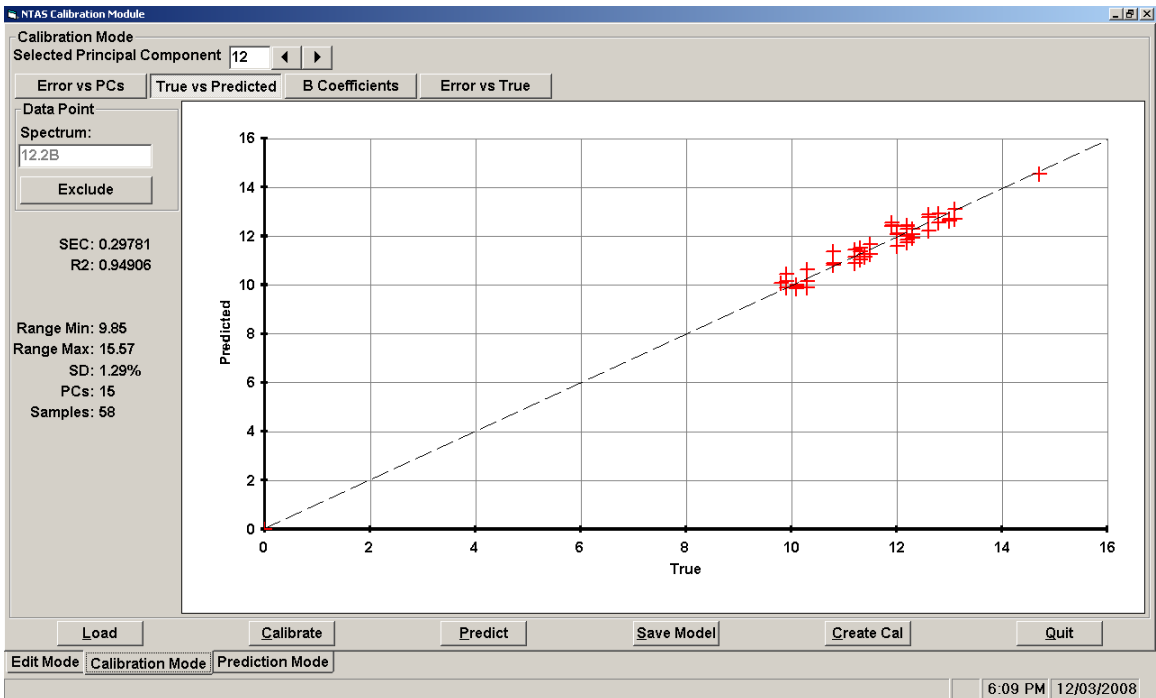 NTAS Calibration Module
Calibration Mode
Selected Principal Component 12
Error vs PCs True vs Predicted B Coefficients Error vs True
Data Point
Spectrum:
12.2B
Exclude
SEC: 0.29781
R2: 0.94906
Range Min: 9.85
Range Max: 15.57
SD: 1.29%
PCs: 15
Samples: 58
16
14
12
10
8
6
4
2
0
Predicted
0 2 4 6 8 10 12 14 16
True
Load Calibrate Predict Save Model Create Cal Quit
Edit Mode Calibration Mode Prediction Mode
6:09 PM 12/03/2008